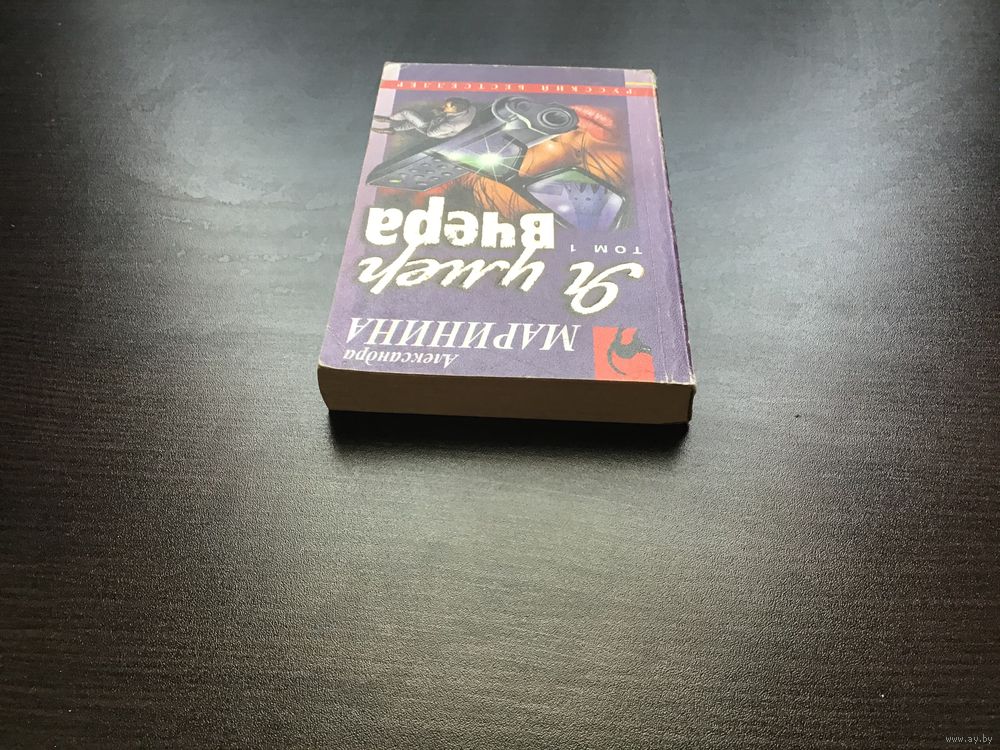 Александра
МАРИНИНА
Я умер
вчера
ТОМ 1
РУССКИЙ БЕСТСЕЛЛЕР
www.ay.by